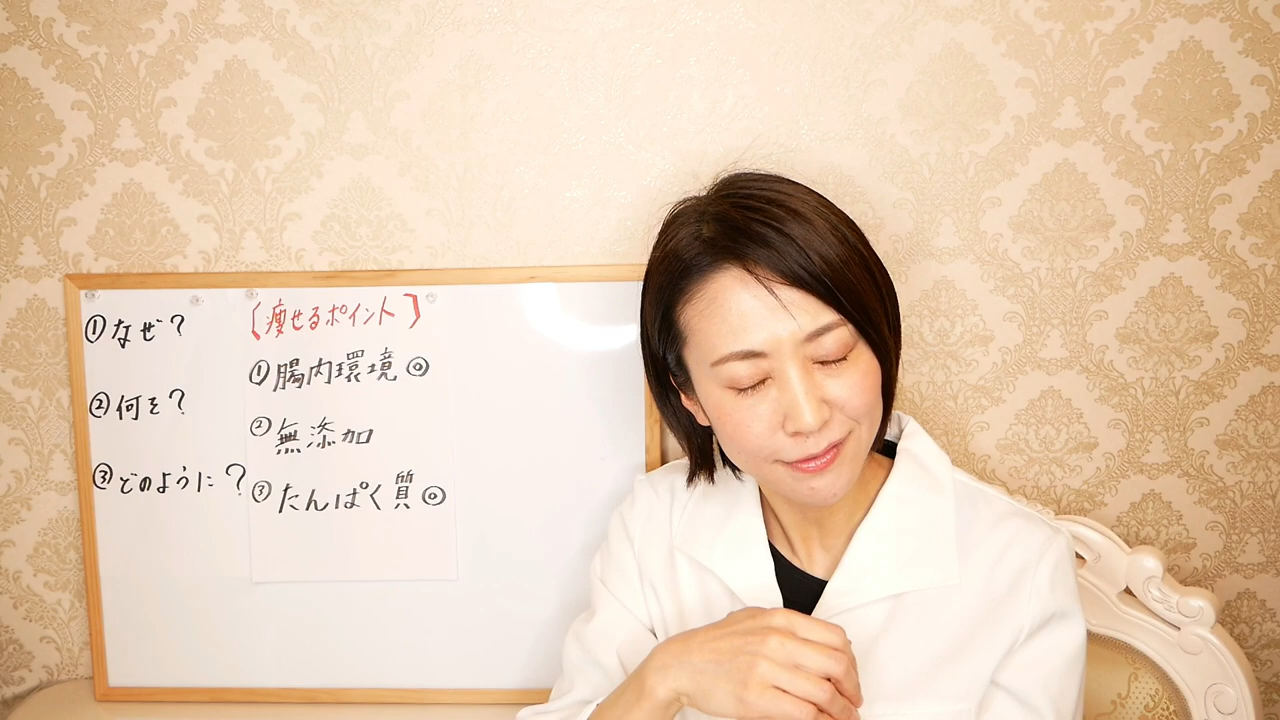 ①なぜ?
②何を?
③どのように?
〔痩せるポイント〕
①腸内環境◎
②無添加
③たんぱく質◎